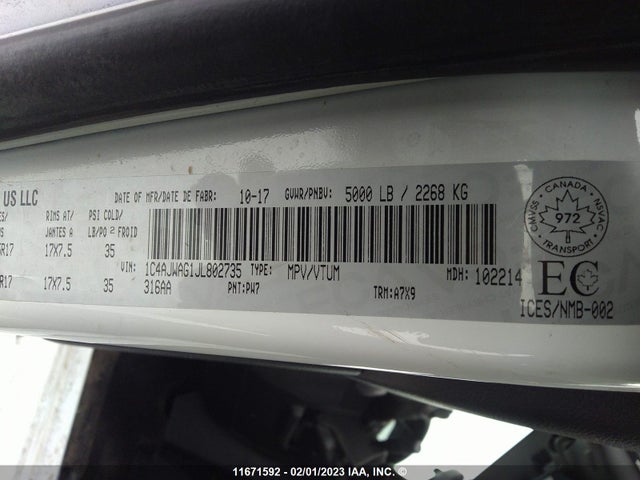 US LLC
DATE OF MFR/DATE DE FABR: 10-17 GVWR/PNBV: 5000 LB / 2268 KG
RIMS AT/ PSI COLD/
JANTES A LB/PO² FROID
R17 17X7.5 35
VIN: 1C4AJWAG1JL802735 TYPE: MPV/VTUM MDH: 102214
R17 17X7.5 35 316AA PNT:PW7 TRM:A7X9
CANADA
CMVSS 972 NSVAC
TRANSPORT
EC
ICES/NMB-002
11671592 - 02/01/2023 IAA, INC. ©